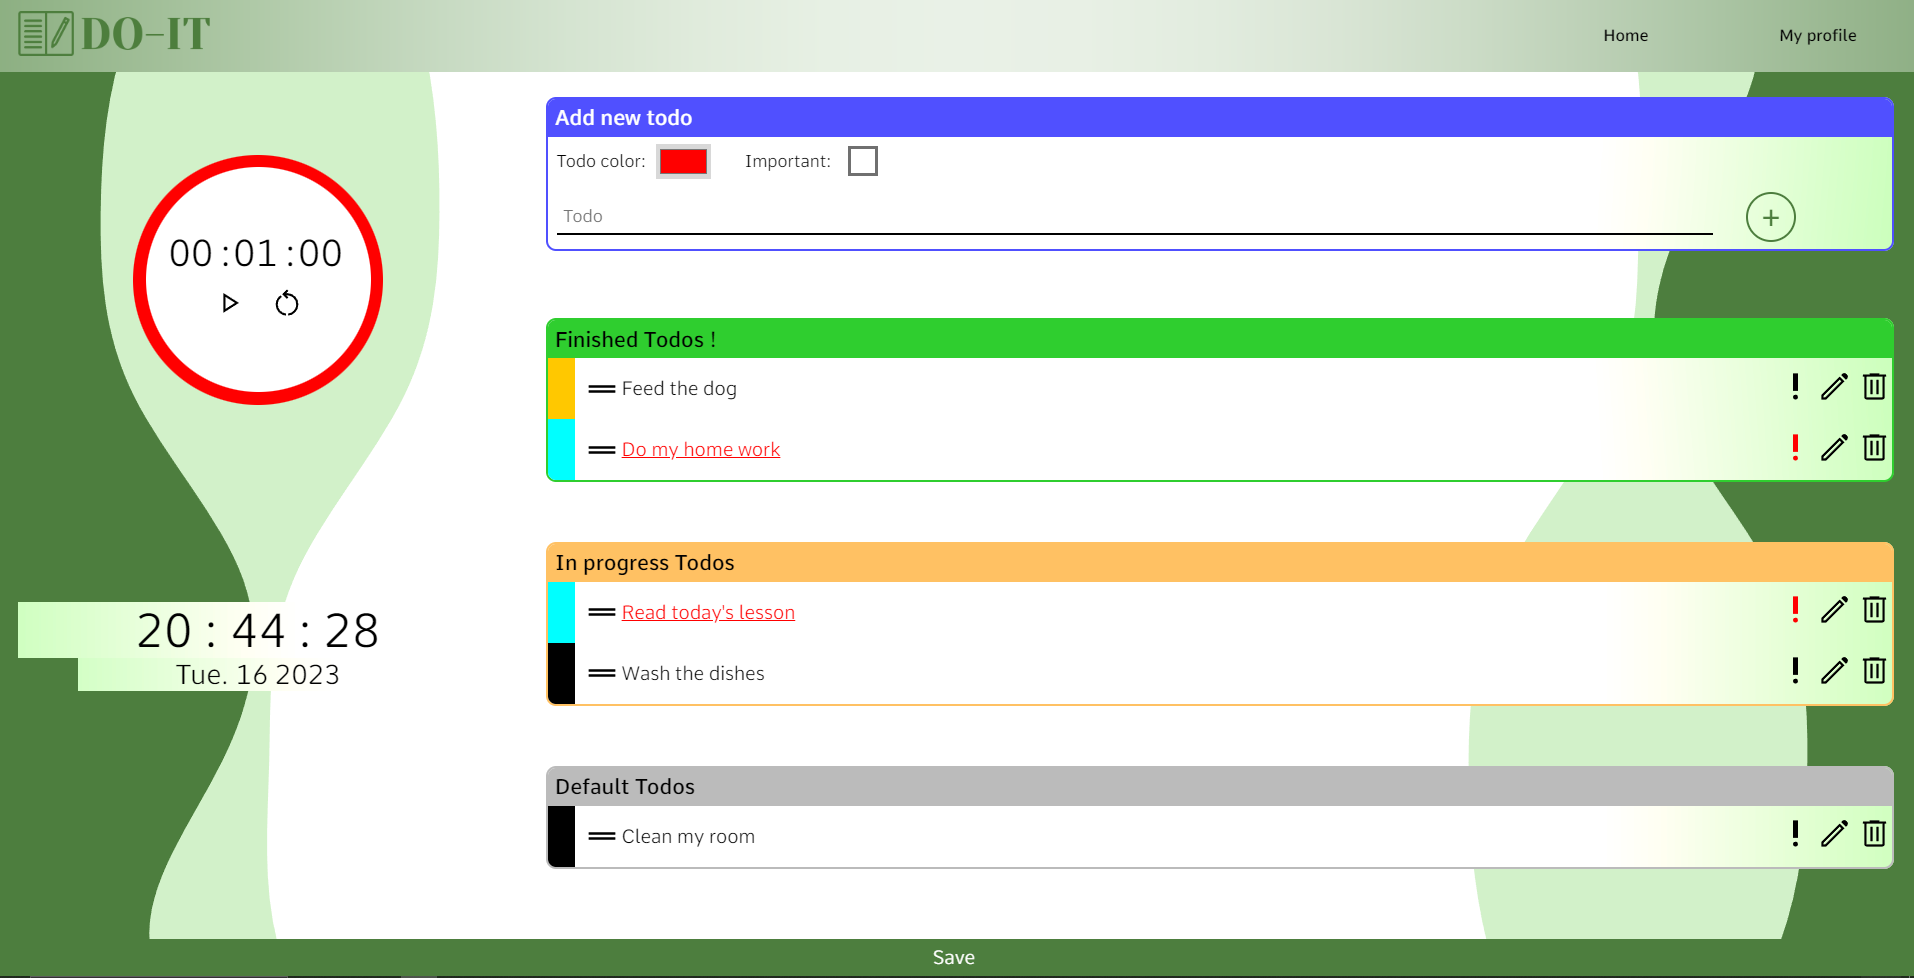 DO-IT
Home
My profile
Add new todo
Todo color:
Important:
Todo
+
00 :01 :00
Finished Todos !
Feed the dog
Do my home work
In progress Todos
Read today's lesson
Wash the dishes
20 : 44 : 28
Tue. 16 2023
Default Todos
Clean my room
Save